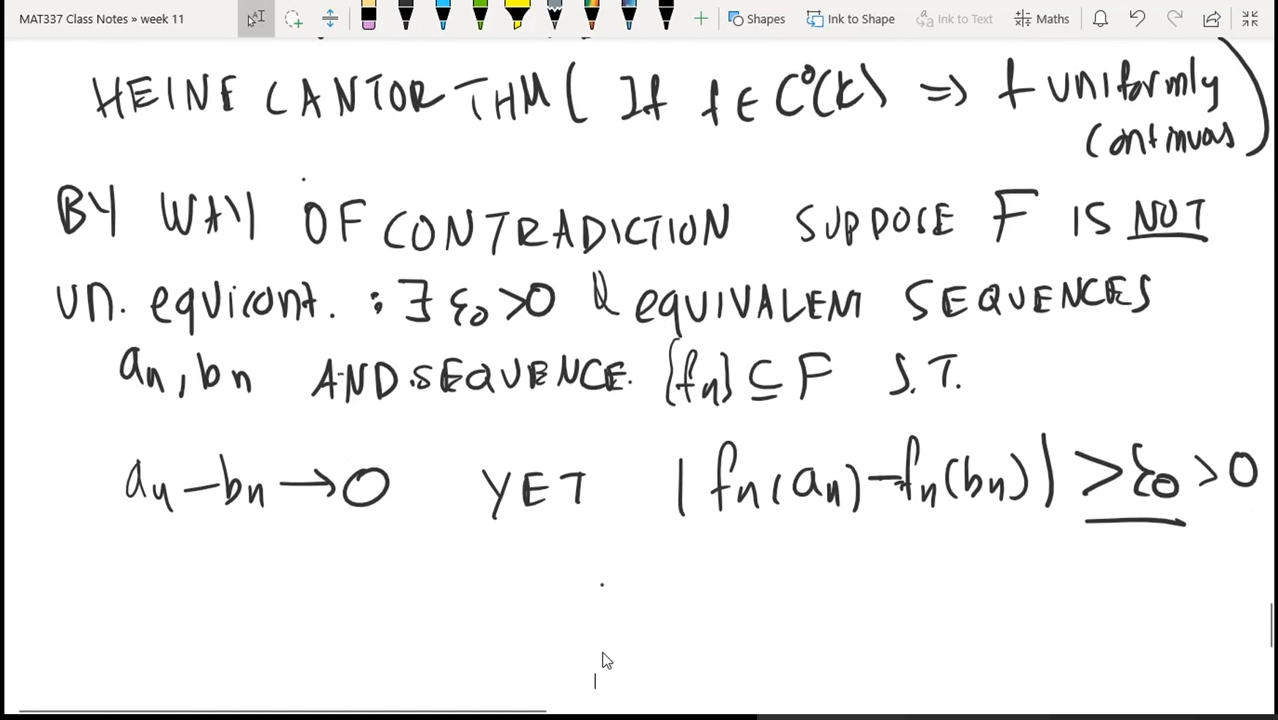 MAT337 Class Notes » week 11
Shapes Ink to Shape Ink to Text Maths
HEINE CANTOR THM ( If f ∈ C⁰(K) => f uniformly
continuous )
BY WAY OF CONTRADICTION SUPPOSE F IS NOT
un. equicont. : ∃ ε₀ > 0 & EQUIVALENT SEQUENCES
aₙ, bₙ AND SEQUENCE {fₙ} ⊆ F S.T.
aₙ - bₙ → 0 YET | fₙ(aₙ) - fₙ(bₙ) | > ε₀ > 0